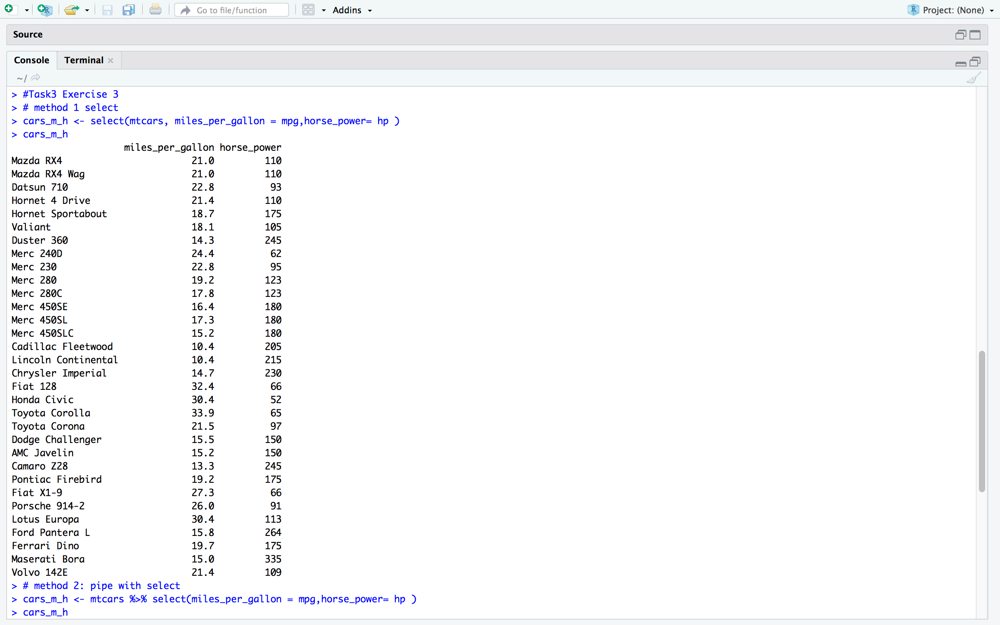 Go to file/function Addins Project: (None)
Source
Console Terminal
~/
> #Task3 Exercise 3
> # method 1 select
> cars_m_h <- select(mtcars, miles_per_gallon = mpg,horse_power= hp )
> cars_m_h
miles_per_gallon horse_power
Mazda RX4 21.0 110
Mazda RX4 Wag 21.0 110
Datsun 710 22.8 93
Hornet 4 Drive 21.4 110
Hornet Sportabout 18.7 175
Valiant 18.1 105
Duster 360 14.3 245
Merc 240D 24.4 62
Merc 230 22.8 95
Merc 280 19.2 123
Merc 280C 17.8 123
Merc 450SE 16.4 180
Merc 450SL 17.3 180
Merc 450SLC 15.2 180
Cadillac Fleetwood 10.4 205
Lincoln Continental 10.4 215
Chrysler Imperial 14.7 230
Fiat 128 32.4 66
Honda Civic 30.4 52
Toyota Corolla 33.9 65
Toyota Corona 21.5 97
Dodge Challenger 15.5 150
AMC Javelin 15.2 150
Camaro Z28 13.3 245
Pontiac Firebird 19.2 175
Fiat X1-9 27.3 66
Porsche 914-2 26.0 91
Lotus Europa 30.4 113
Ford Pantera L 15.8 264
Ferrari Dino 19.7 175
Maserati Bora 15.0 335
Volvo 142E 21.4 109
> # method 2: pipe with select
> cars_m_h <- mtcars %>% select(miles_per_gallon = mpg,horse_power= hp )
> cars_m_h